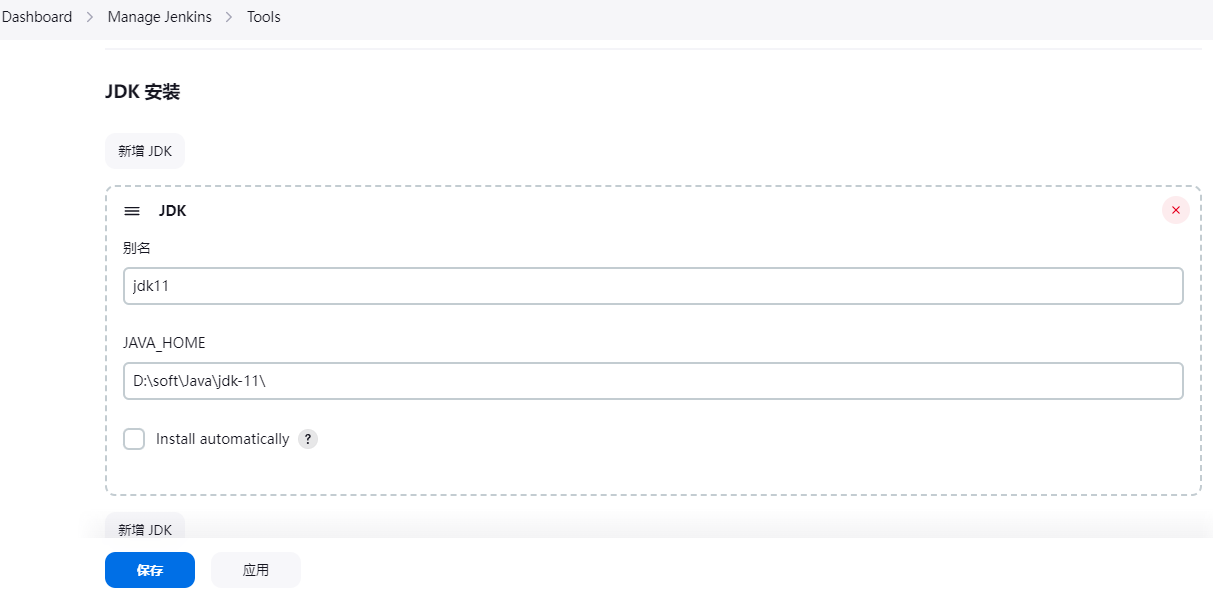 Dashboard > Manage Jenkins > Tools
JDK 安装
新增 JDK
JDK
别名
jdk11
JAVA_HOME
D:\soft\Java\jdk-11\
Install automatically ?
新增 JDK
保存 应用